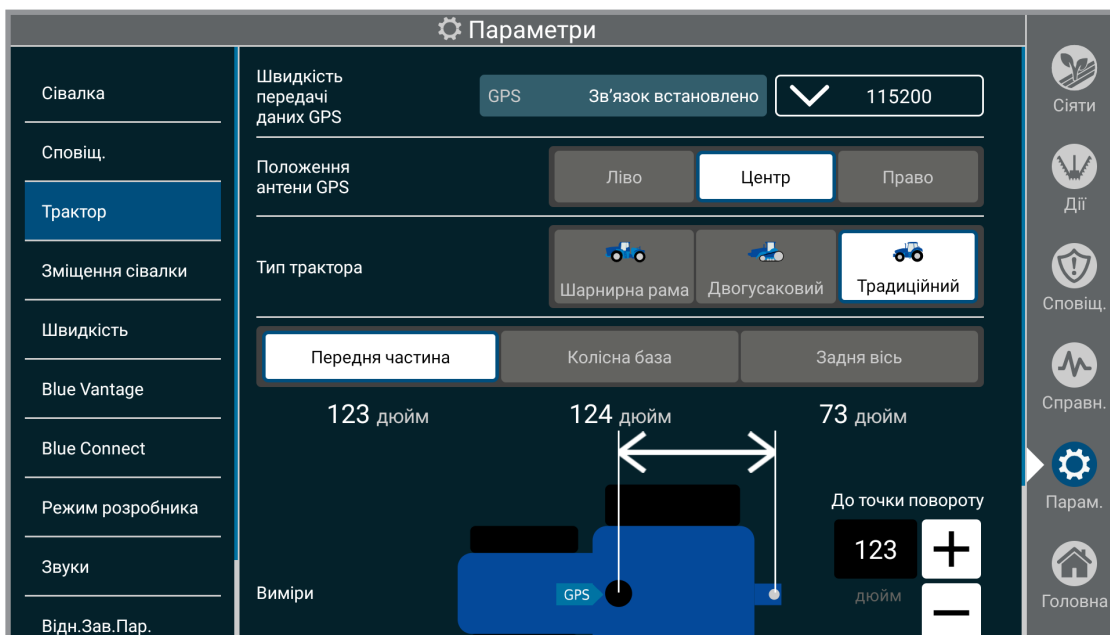 Параметри
Сівалка
Сповіщ.
Трактор
Зміщення сівалки
Швидкість
Blue Vantage
Blue Connect
Режим розробника
Звуки
Відн.Зав.Пар.
Швидкість
передачі
даних GPS
GPS Зв’язок встановлено 115200
Положення
антени GPS
Ліво Центр Право
Тип трактора
Шарнирна рама Двогусаковий Традиційний
Передня частина Колісна база Задня вісь
123 дюйм 124 дюйм 73 дюйм
До точки повороту
123
дюйм
Виміри
GPS
Сіяти
Дії
Сповіщ.
Справн.
Парам.
Головна